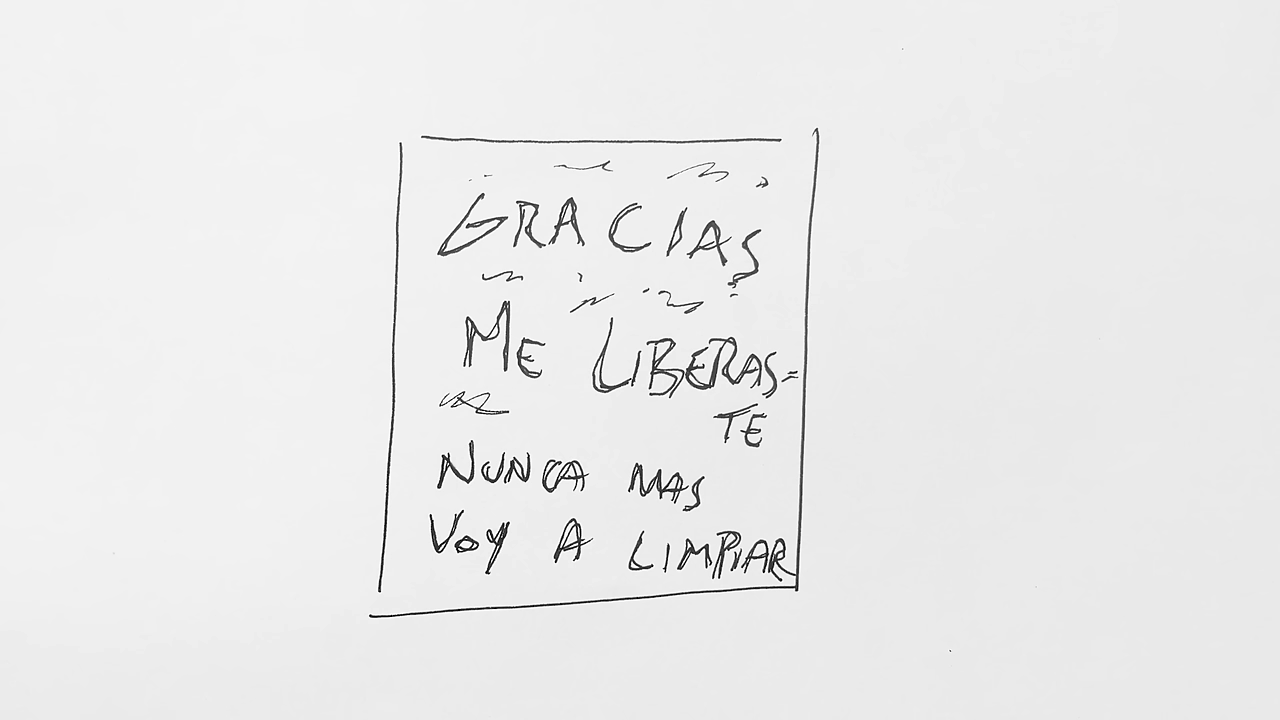 GRACIAS
ME LIBERAS=
TE
NUNCA MAS
VOY A LIMPIAR